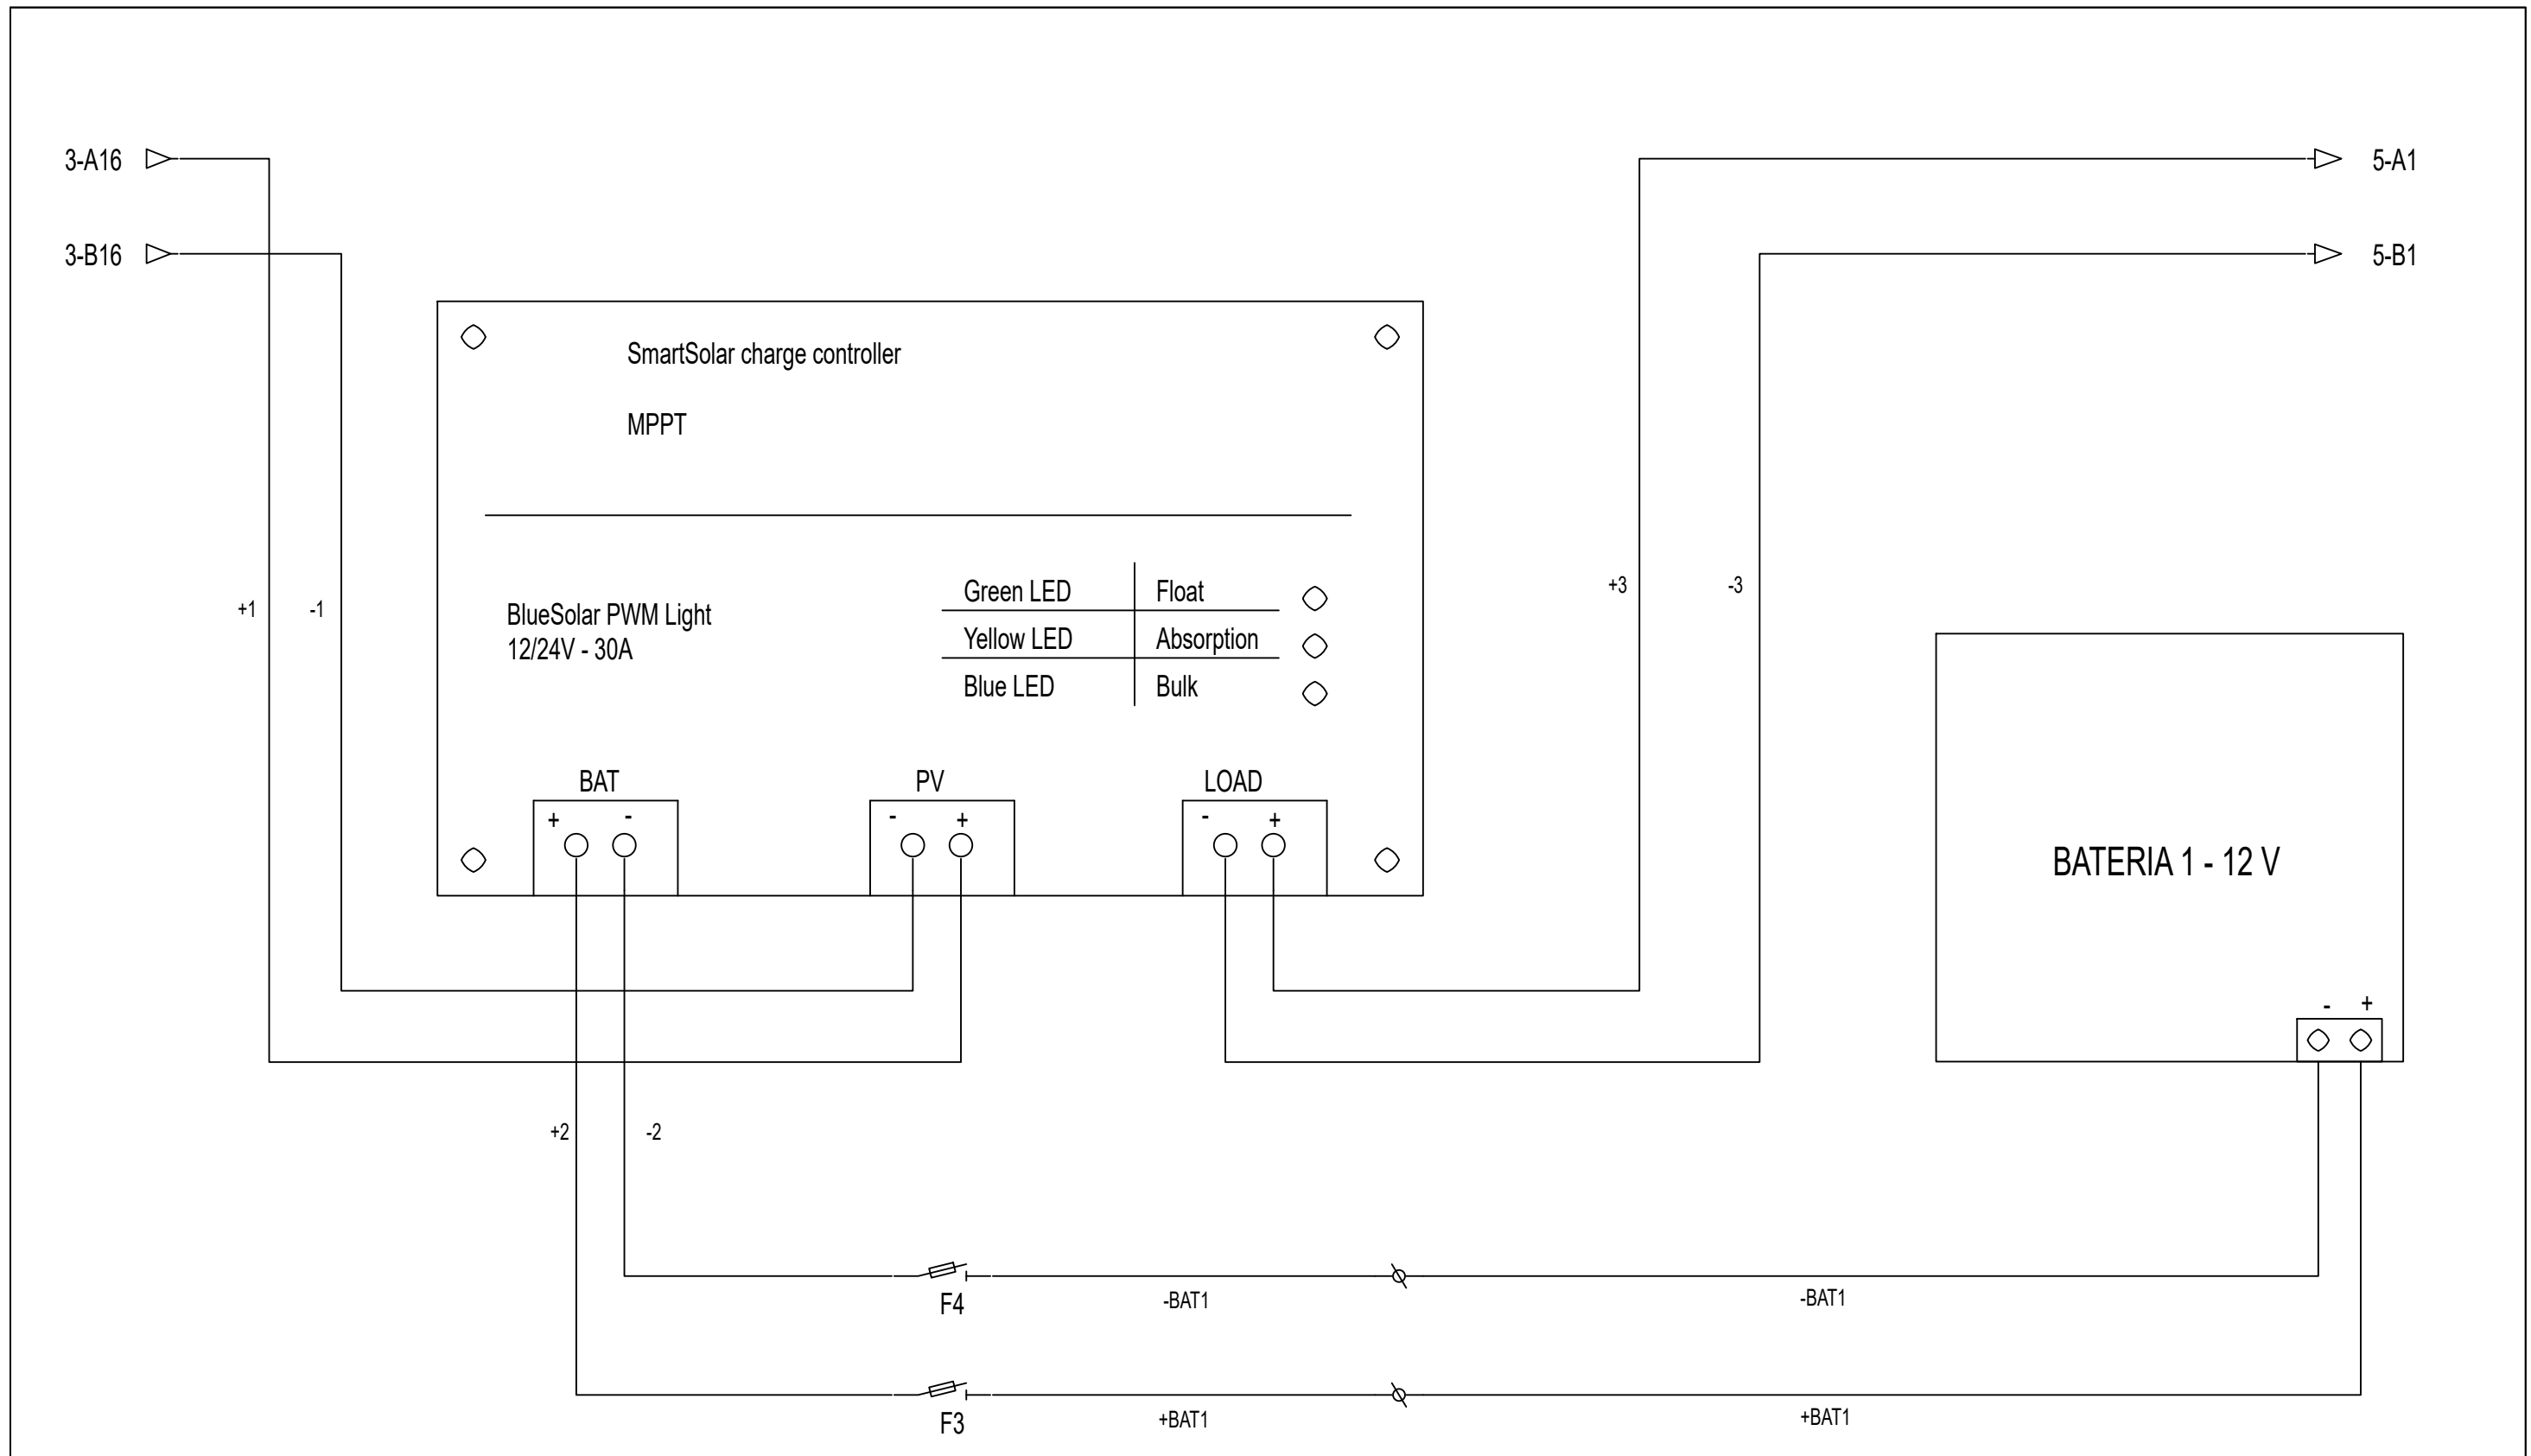 3-A16
5-A1
3-B16
5-B1
SmartSolar charge controller
MPPT
+1
-1
BlueSolar PWM Light
12/24V - 30A
Green LED Float
Yellow LED Absorption
Blue LED Bulk
+3
-3
BAT
PV
LOAD
+ -
- +
- +
BATERIA 1 - 12 V
- +
+2
-2
F4
-BAT1
-BAT1
F3
+BAT1
+BAT1